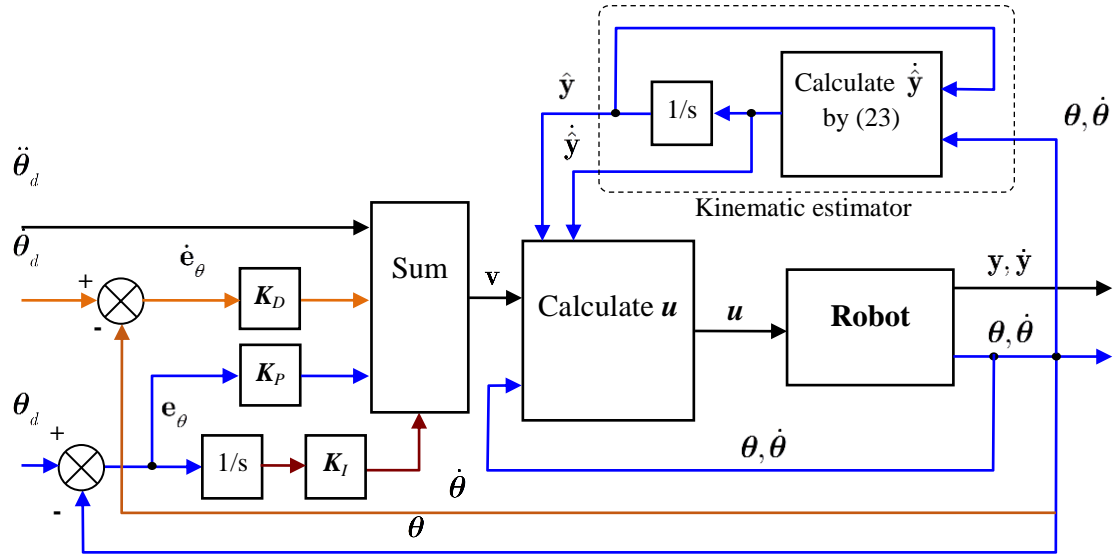 ŷ
1/s
Calculate ŷ̇
by (23)
θ, θ̇
ŷ̇
Kinematic estimator
θ̈_d
θ̇_d
ė_θ
+
-
K_D
Sum
v
Calculate u
u
Robot
y, ẏ
θ, θ̇
K_P
θ_d
e_θ
+
-
1/s
K_I
θ, θ̇
θ̇
θ